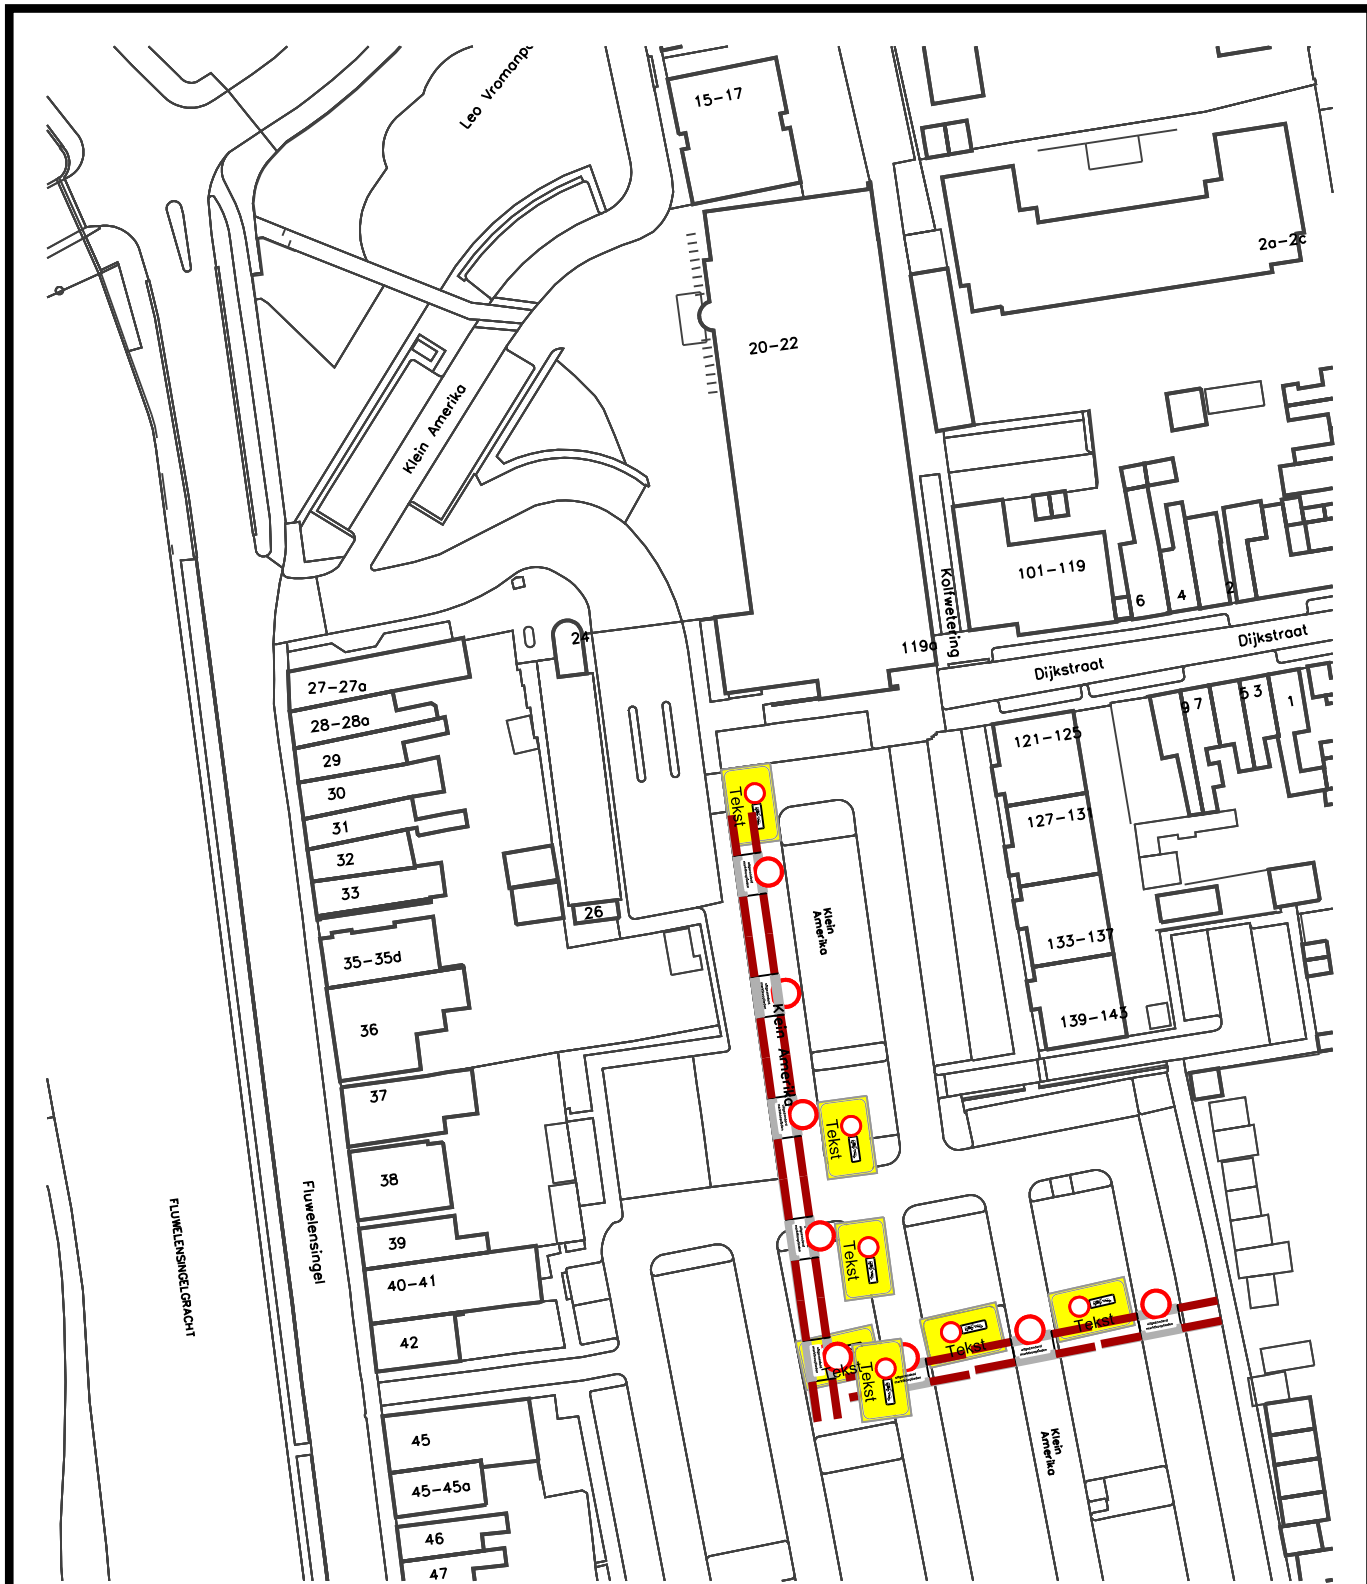 Leo Vromanp
15-17
2a-2c
20-22
Klein Amerika
Kolfwetering
101-119
6
4
2
119a
Dijkstraat
Dijkstraat
24
27-27a
28-28a
29
30
31
32
33
26
35-35d
36
37
38
39
40-41
42
45
45-45a
46
47
Fluwelensingel
FLUWELENSINGELGRACHT
9 7
5 3
1
121-125
127-131
133-137
139-143
Tekst
Klein
Amerika
Klein Amerika
Tekst
Tekst
Tekst
Tekst
Tekst
Tekst
Klein
Amerika